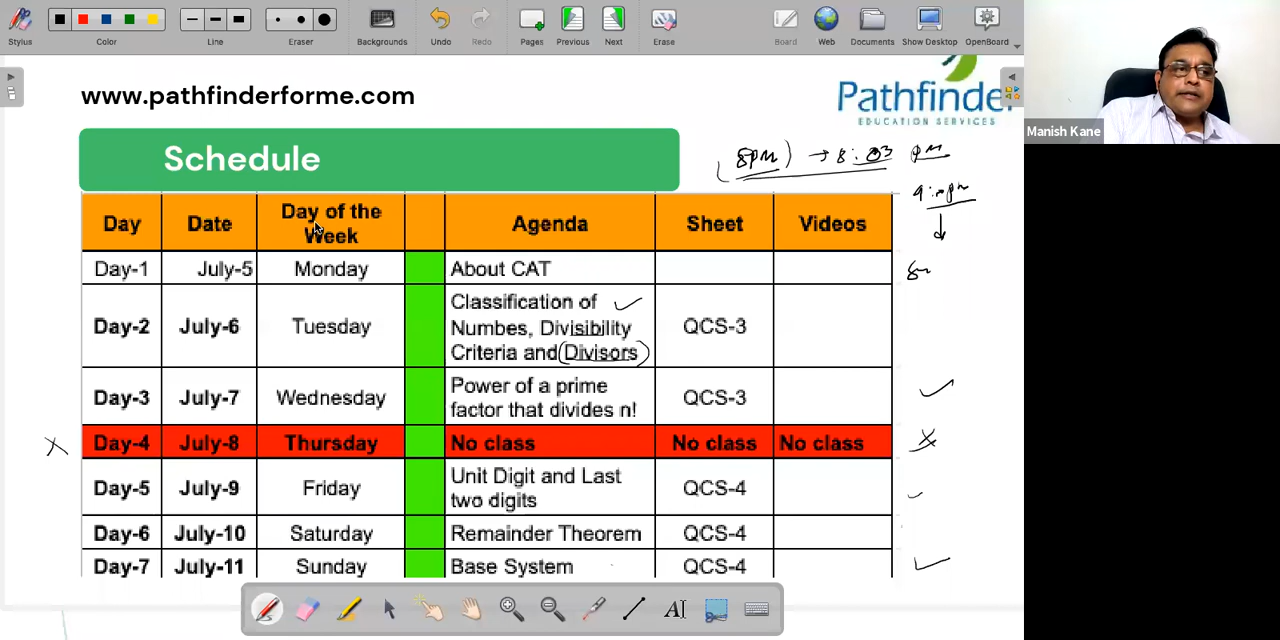 Stylus
Color
Line
Eraser
Backgrounds
Undo
Redo
Pages
Previous
Next
Erase
Board
Web
Documents
Show Desktop
OpenBoard
www.pathfinderforme.com
Pathfinder
EDUCATION SERVICES
Manish Kane
Schedule
8pm) → 8:03 pm
Day Date Day of the Week Agenda Sheet Videos
Day-1 July-5 Monday About CAT
Day-2 July-6 Tuesday Classification of
Numbes, Divisibility QCS-3
Criteria and (Divisors)
Day-3 July-7 Wednesday Power of a prime
factor that divides n! QCS-3
Day-4 July-8 Thursday No class No class No class
Day-5 July-9 Friday Unit Digit and Last
two digits QCS-4
Day-6 July-10 Saturday Remainder Theorem QCS-4
Day-7 July-11 Sunday Base System QCS-4